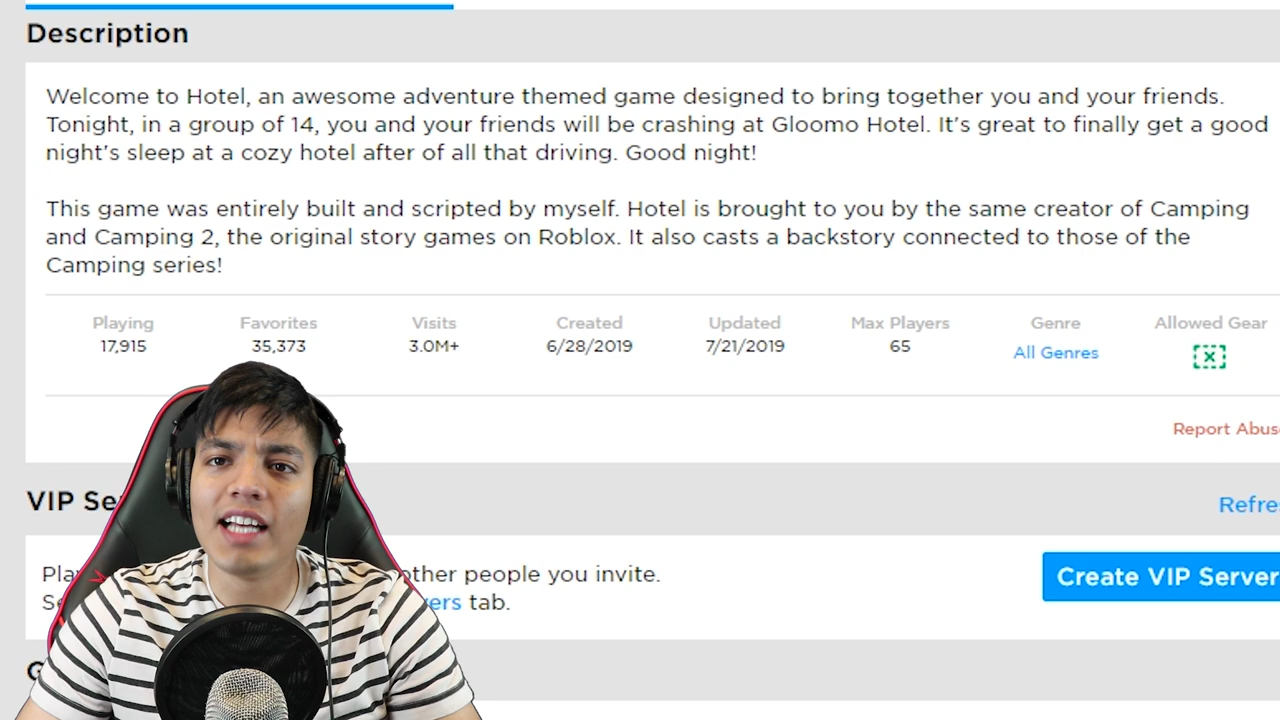 Description
Welcome to Hotel, an awesome adventure themed game designed to bring together you and your friends.
Tonight, in a group of 14, you and your friends will be crashing at Gloomo Hotel. It's great to finally get a good
night's sleep at a cozy hotel after of all that driving. Good night!
This game was entirely built and scripted by myself. Hotel is brought to you by the same creator of Camping
and Camping 2, the original story games on Roblox. It also casts a backstory connected to those of the
Camping series!
Playing Favorites Visits Created Updated Max Players Genre Allowed Gear
17,915 35,373 3.0M+ 6/28/2019 7/21/2019 65 All Genres
Report Abus
VIP Se Refre
Pla other people you invite.
Create VIP Server
Se ers tab.